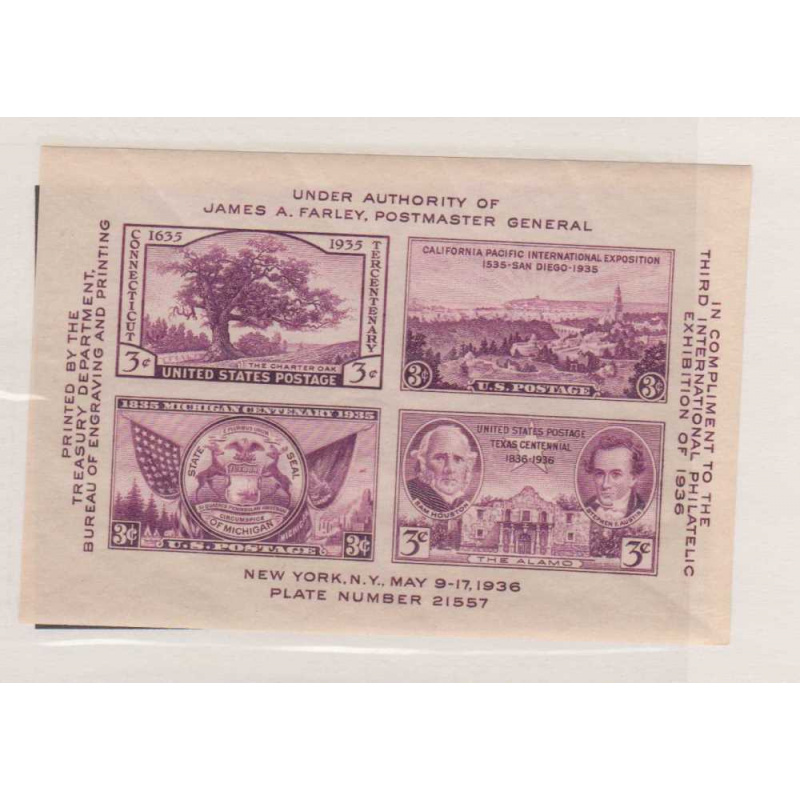 UNDER AUTHORITY OF
JAMES A. FARLEY, POSTMASTER GENERAL
PRINTED BY THE
TREASURY DEPARTMENT,
BUREAU OF ENGRAVING AND PRINTING
CONNECTICUT
1635
1935
TERCENTENARY
THE CHARTER OAK
3¢
3¢
UNITED STATES POSTAGE
CALIFORNIA PACIFIC INTERNATIONAL EXPOSITION
1535-SAN DIEGO-1935
3¢
U.S. POSTAGE
3¢
1835 MICHIGAN CENTENARY 1935
E PLURIBUS UNUM
STATE
SEAL
CIRCUMSPICE
OF MICHIGAN
3¢
U.S. POSTAGE
3¢
UNITED STATES POSTAGE
TEXAS CENTENNIAL
1836-1936
SAM HOUSTON
STEPHEN F. AUSTIN
3¢
THE ALAMO
3¢
IN COMPLIMENT TO THE
THIRD INTERNATIONAL PHILATELIC
EXHIBITION OF 1936
NEW YORK, N.Y., MAY 9-17, 1936
PLATE NUMBER 21557